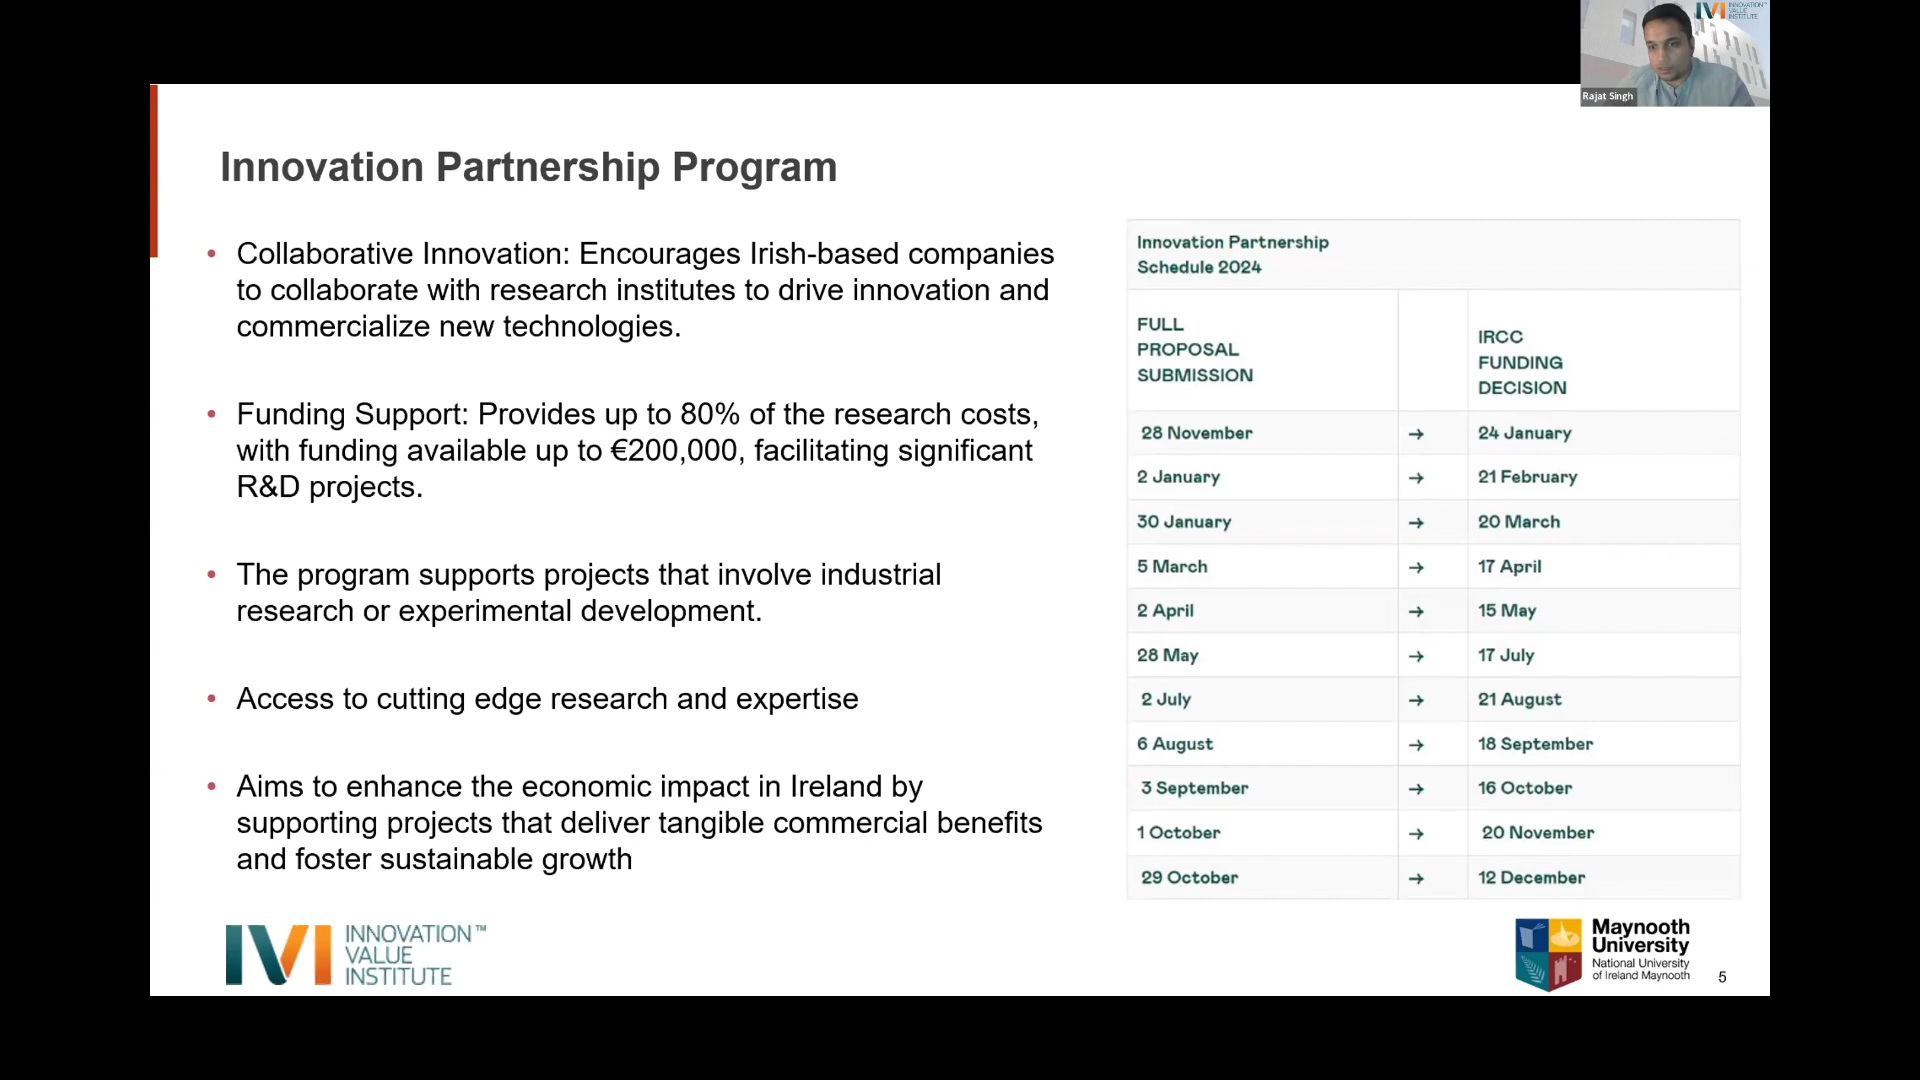 INNOVATION™
VALUE
INSTITUTE
Rajat Singh
Innovation Partnership Program
• Collaborative Innovation: Encourages Irish-based companies
to collaborate with research institutes to drive innovation and
commercialize new technologies.
• Funding Support: Provides up to 80% of the research costs,
with funding available up to €200,000, facilitating significant
R&D projects.
• The program supports projects that involve industrial
research or experimental development.
• Access to cutting edge research and expertise
• Aims to enhance the economic impact in Ireland by
supporting projects that deliver tangible commercial benefits
and foster sustainable growth
Innovation Partnership
Schedule 2024
FULL
PROPOSAL
SUBMISSION
IRCC
FUNDING
DECISION
28 November → 24 January
2 January → 21 February
30 January → 20 March
5 March → 17 April
2 April → 15 May
28 May → 17 July
2 July → 21 August
6 August → 18 September
3 September → 16 October
1 October → 20 November
29 October → 12 December
IVI
INNOVATION™
VALUE
INSTITUTE
Maynooth
University
National University
of Ireland Maynooth
5